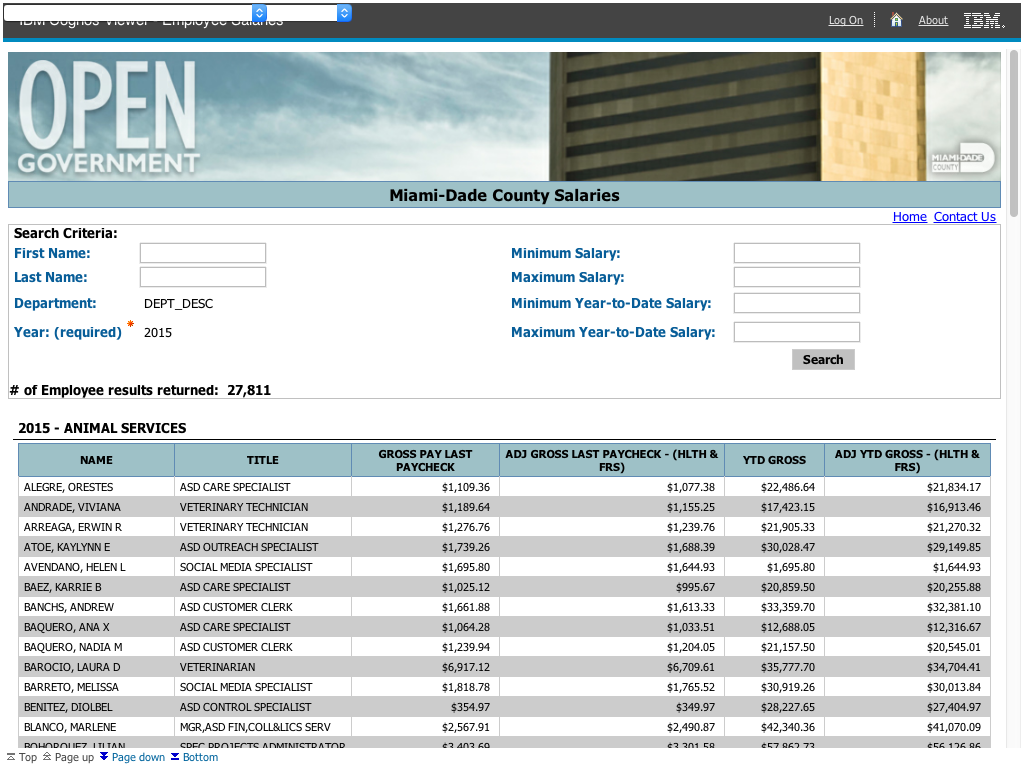 IBM Cognos Viewer - Employee Salaries
Log On About IBM.
OPEN
GOVERNMENT
MIAMI-DADE
COUNTY
Miami-Dade County Salaries
Home Contact Us
Search Criteria:
First Name: Minimum Salary:
Last Name: Maximum Salary:
Department: DEPT_DESC Minimum Year-to-Date Salary:
Year: (required) * 2015 Maximum Year-to-Date Salary:
Search
# of Employee results returned: 27,811
2015 - ANIMAL SERVICES
NAME TITLE GROSS PAY LAST PAYCHECK ADJ GROSS LAST PAYCHECK - (HLTH & FRS) YTD GROSS ADJ YTD GROSS - (HLTH & FRS)
ALEGRE, ORESTES ASD CARE SPECIALIST $1,109.36 $1,077.38 $22,486.64 $21,834.17
ANDRADE, VIVIANA VETERINARY TECHNICIAN $1,189.64 $1,155.25 $17,423.15 $16,913.46
ARREAGA, ERWIN R VETERINARY TECHNICIAN $1,276.76 $1,239.76 $21,905.33 $21,270.32
ATOE, KAYLYNN E ASD OUTREACH SPECIALIST $1,739.26 $1,688.39 $30,028.47 $29,149.85
AVENDANO, HELEN L SOCIAL MEDIA SPECIALIST $1,695.80 $1,644.93 $1,695.80 $1,644.93
BAEZ, KARRIE B ASD CARE SPECIALIST $1,025.12 $995.67 $20,859.50 $20,255.88
BANCHS, ANDREW ASD CUSTOMER CLERK $1,661.88 $1,613.33 $33,359.70 $32,381.10
BAQUERO, ANA X ASD CARE SPECIALIST $1,064.28 $1,033.51 $12,688.05 $12,316.67
BAQUERO, NADIA M ASD CUSTOMER CLERK $1,239.94 $1,204.05 $21,157.50 $20,545.01
BAROCIO, LAURA D VETERINARIAN $6,917.12 $6,709.61 $35,777.70 $34,704.41
BARRETO, MELISSA SOCIAL MEDIA SPECIALIST $1,818.78 $1,765.52 $30,919.26 $30,013.84
BENITEZ, DIOLBEL ASD CONTROL SPECIALIST $354.97 $349.97 $28,227.65 $27,404.97
BLANCO, MARLENE MGR,ASD FIN,COLL&LICS SERV $2,567.91 $2,490.87 $42,340.36 $41,070.09
BOHORQUEZ, LILIAN SPEC PROJECTS ADMINISTRATOR $3,403.69 $3,301.58 $57,862.73 $56,126.86
Top Page up Page down Bottom